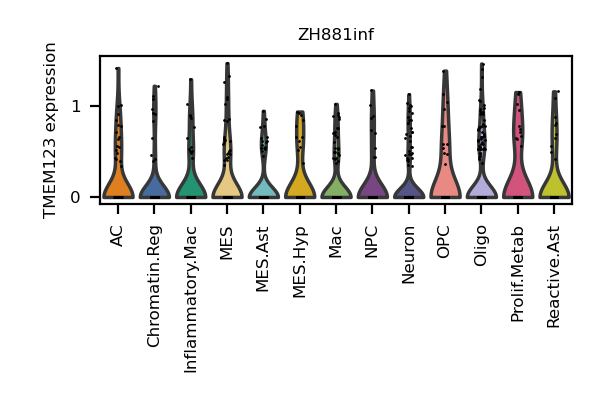 ZH881inf
TMEM123 expression
1
0
AC
Chromatin.Reg
Inflammatory.Mac
MES
MES.Ast
MES.Hyp
Mac
NPC
Neuron
OPC
Oligo
Prolif.Metab
Reactive.Ast